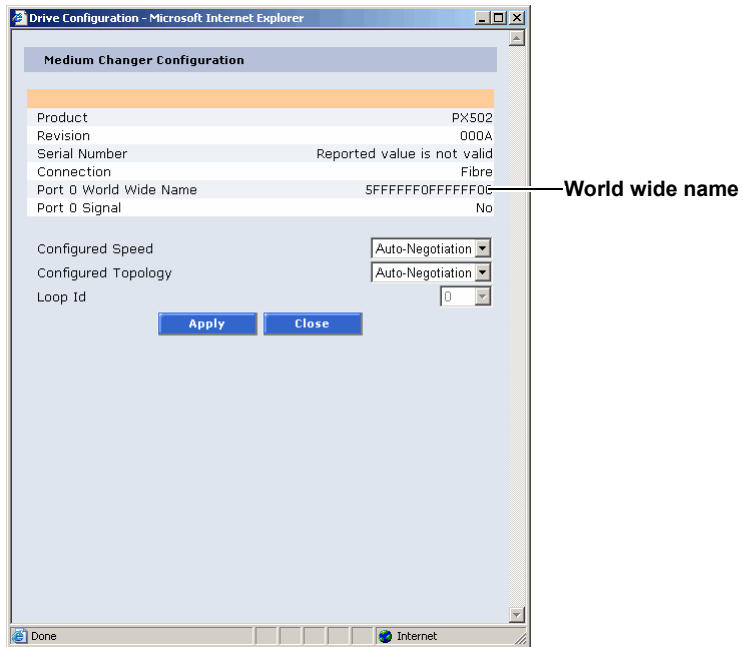 Drive Configuration - Microsoft Internet Explorer
Medium Changer Configuration
Product PX502
Revision 000A
Serial Number Reported value is not valid
Connection Fibre
Port 0 World Wide Name 5FFFFFF0FFFFFF00
World wide name
Port 0 Signal No
Configured Speed Auto-Negotiation
Configured Topology Auto-Negotiation
Loop Id 0
Apply Close
Done Internet